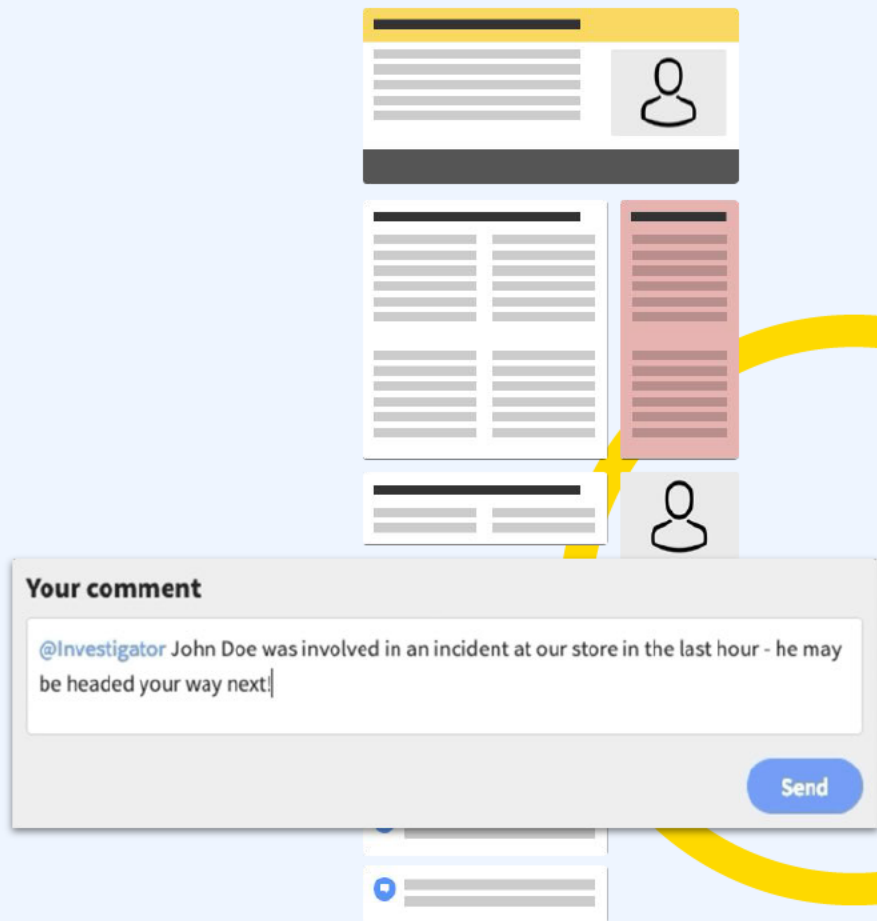 Your comment
@Investigator John Doe was involved in an incident at our store in the last hour - he may
be headed your way next!
Send